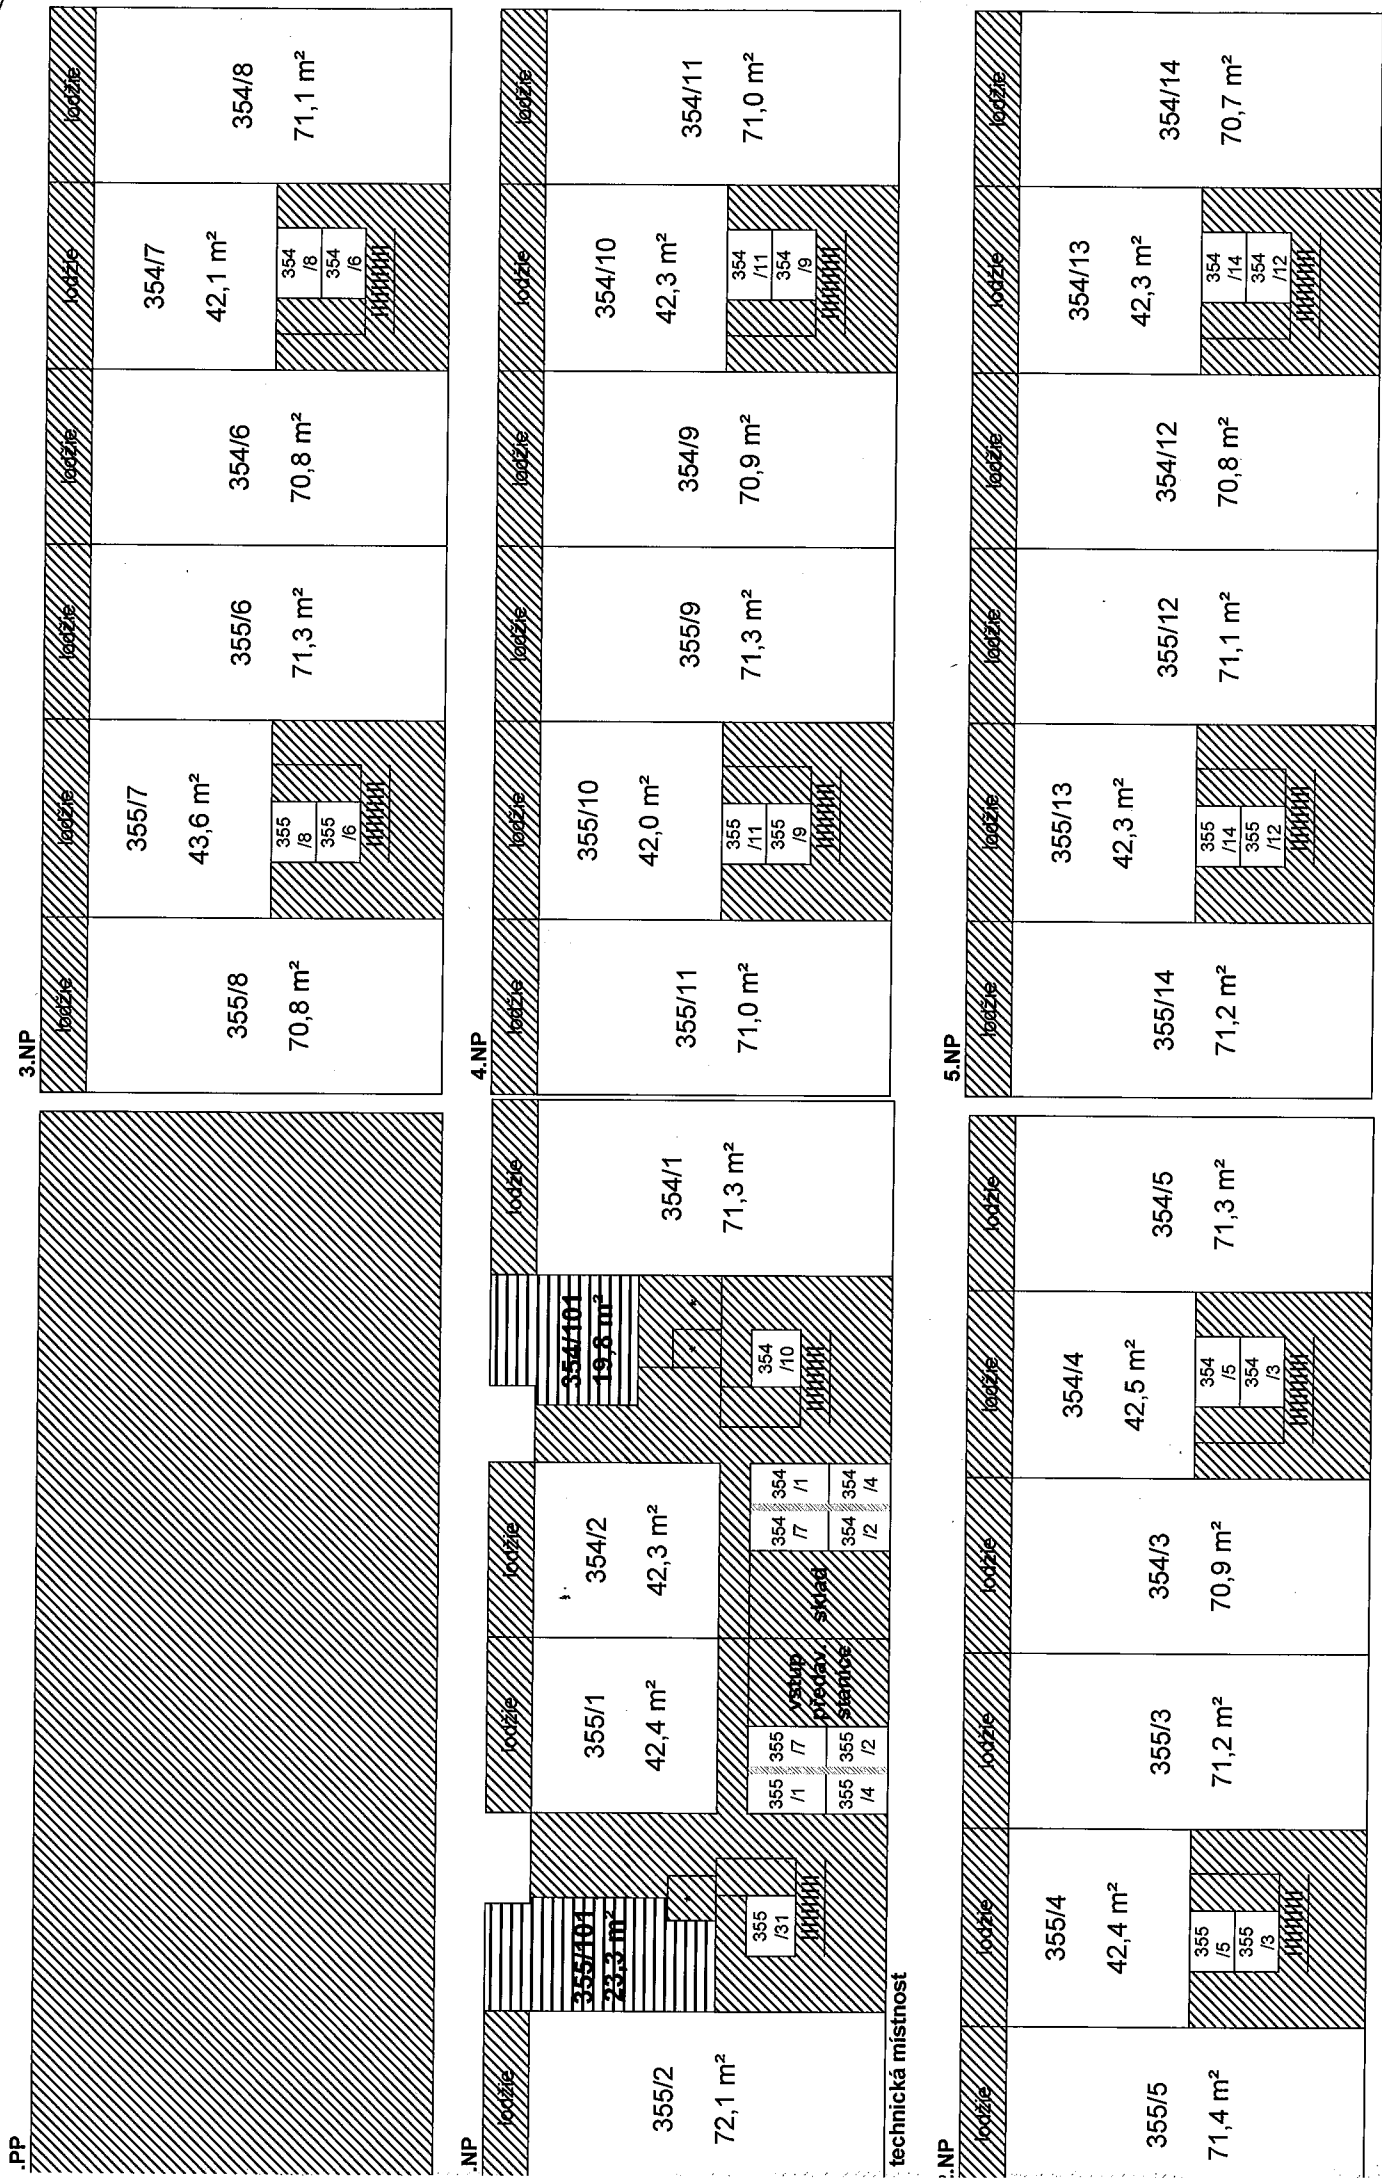 .PP
3.NP
lodžie
lodžie
lodžie
lodžie
lodžie
lodžie
355/8
70,8 m²
355/7
43,6 m²
355
/8
355
/6
355/6
71,3 m²
354/6
70,8 m²
354/7
42,1 m²
354
/8
354
/6
354/8
71,1 m²
.NP
lodžie
lodžie
lodžie
lodžie
355/2
72,1 m²
355/101
23,3 m²
*
355
/31
355/1
42,4 m²
355
/1
355
/7
355
/4
355
/2
vstup
předáv.
stanice
354/2
42,3 m²
sklad
354
/7
354
/1
354
/2
354
/4
354/101
19,8 m²
*
*
354
/10
354/1
71,3 m²
technická místnost
4.NP
lodžie
lodžie
lodžie
lodžie
lodžie
lodžie
355/11
71,0 m²
355/10
42,0 m²
355
/11
355
/9
355/9
71,3 m²
354/9
70,9 m²
354/10
42,3 m²
354
/11
354
/9
354/11
71,0 m²
.NP
lodžie
lodžie
lodžie
lodžie
lodžie
lodžie
355/5
71,4 m²
355/4
42,4 m²
355
/5
355
/3
355/3
71,2 m²
354/3
70,9 m²
354/4
42,5 m²
354
/5
354
/3
354/5
71,3 m²
5.NP
lodžie
lodžie
lodžie
lodžie
lodžie
lodžie
355/14
71,2 m²
355/13
42,3 m²
355
/14
355
/12
355/12
71,1 m²
354/12
70,8 m²
354/13
42,3 m²
354
/14
354
/12
354/14
70,7 m²